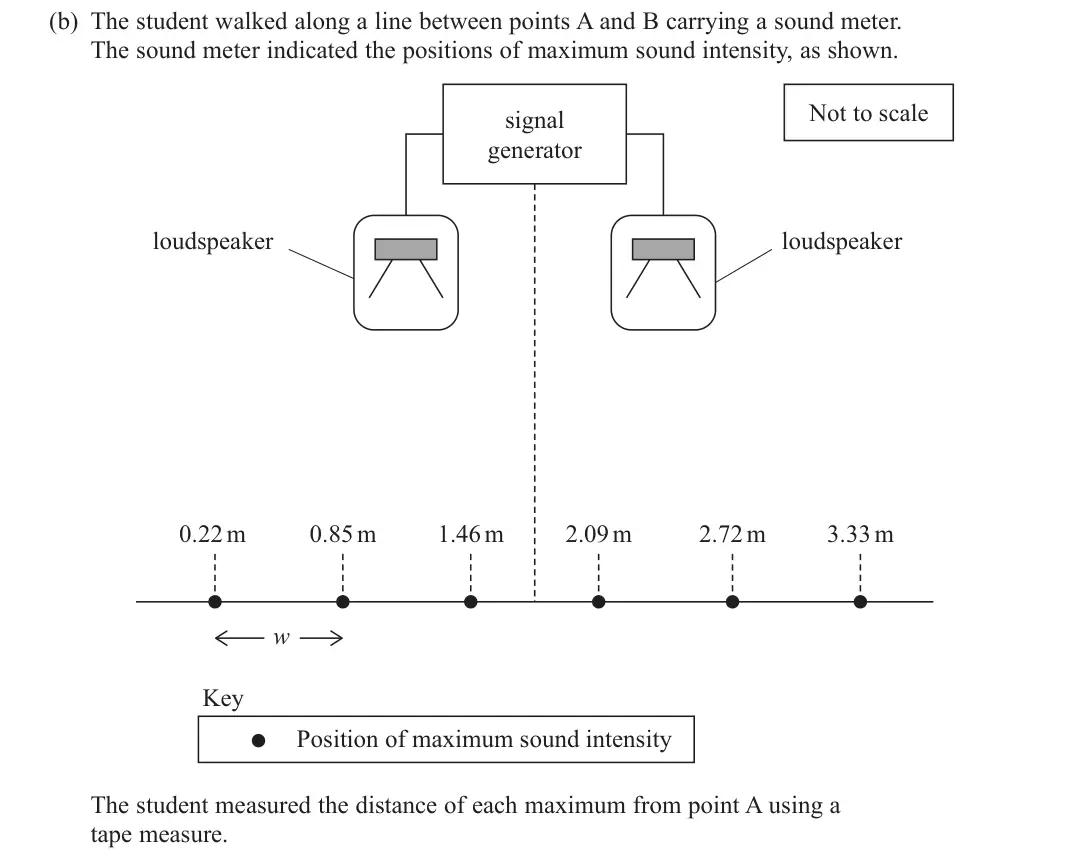 (b) The student walked along a line between points A and B carrying a sound meter.
The sound meter indicated the positions of maximum sound intensity, as shown.
signal
generator
Not to scale
loudspeaker
loudspeaker
0.22 m
0.85 m
1.46 m
2.09 m
2.72 m
3.33 m
w
Key
Position of maximum sound intensity
The student measured the distance of each maximum from point A using a
tape measure.